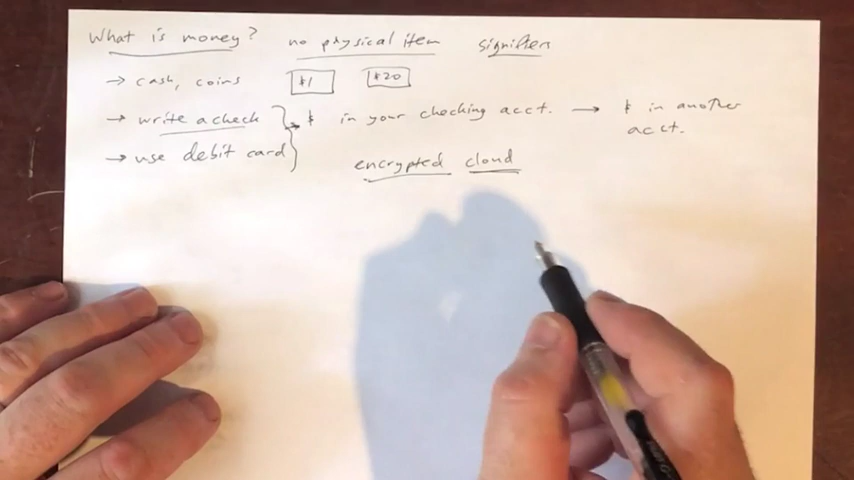 What is money? no physical item signifiers
→ cash, coins $1 $20
→ write a check
→ use debit card
→ $ in your checking acct. → $ in another acct.
encrypted cloud